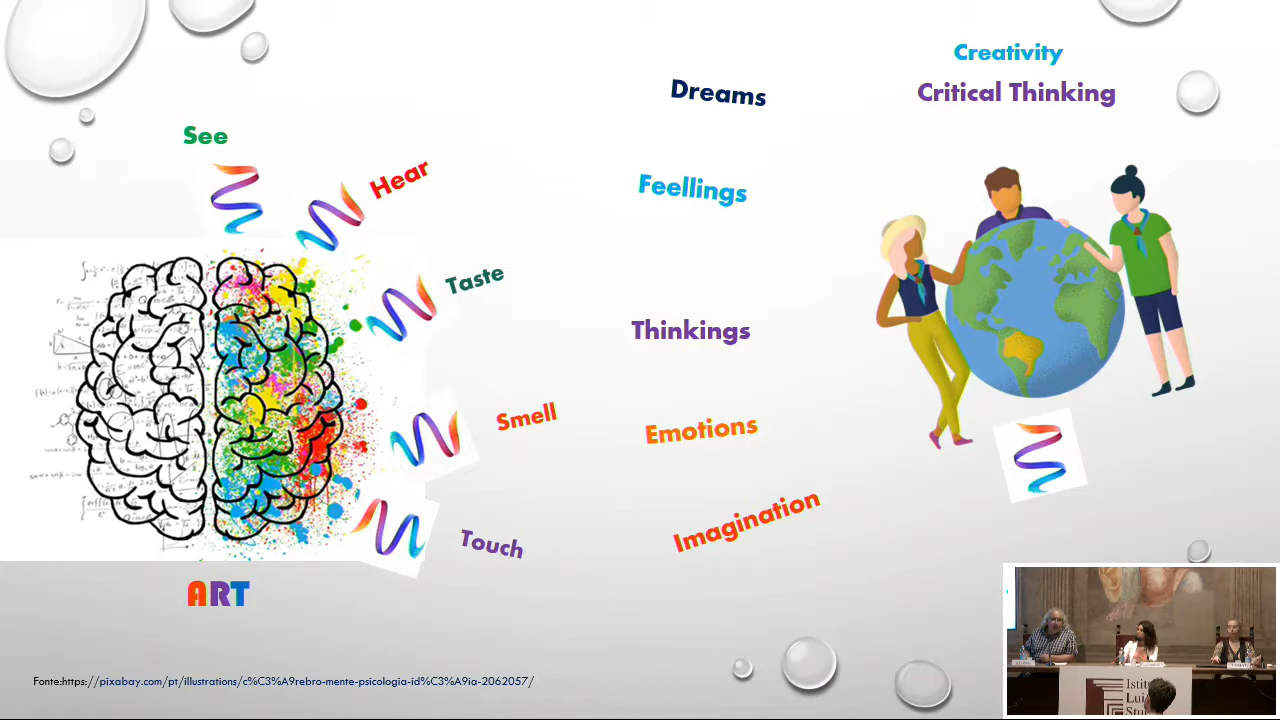 Creativity
Critical Thinking
Dreams
See
Hear
Feellings
Taste
Thinkings
Smell
Emotions
Imagination
Touch
ART
Fonte:https://pixabay.com/pt/illustrations/c%C3%A9rebro-mente-psicologia-id%C3%A9ia-2062057/